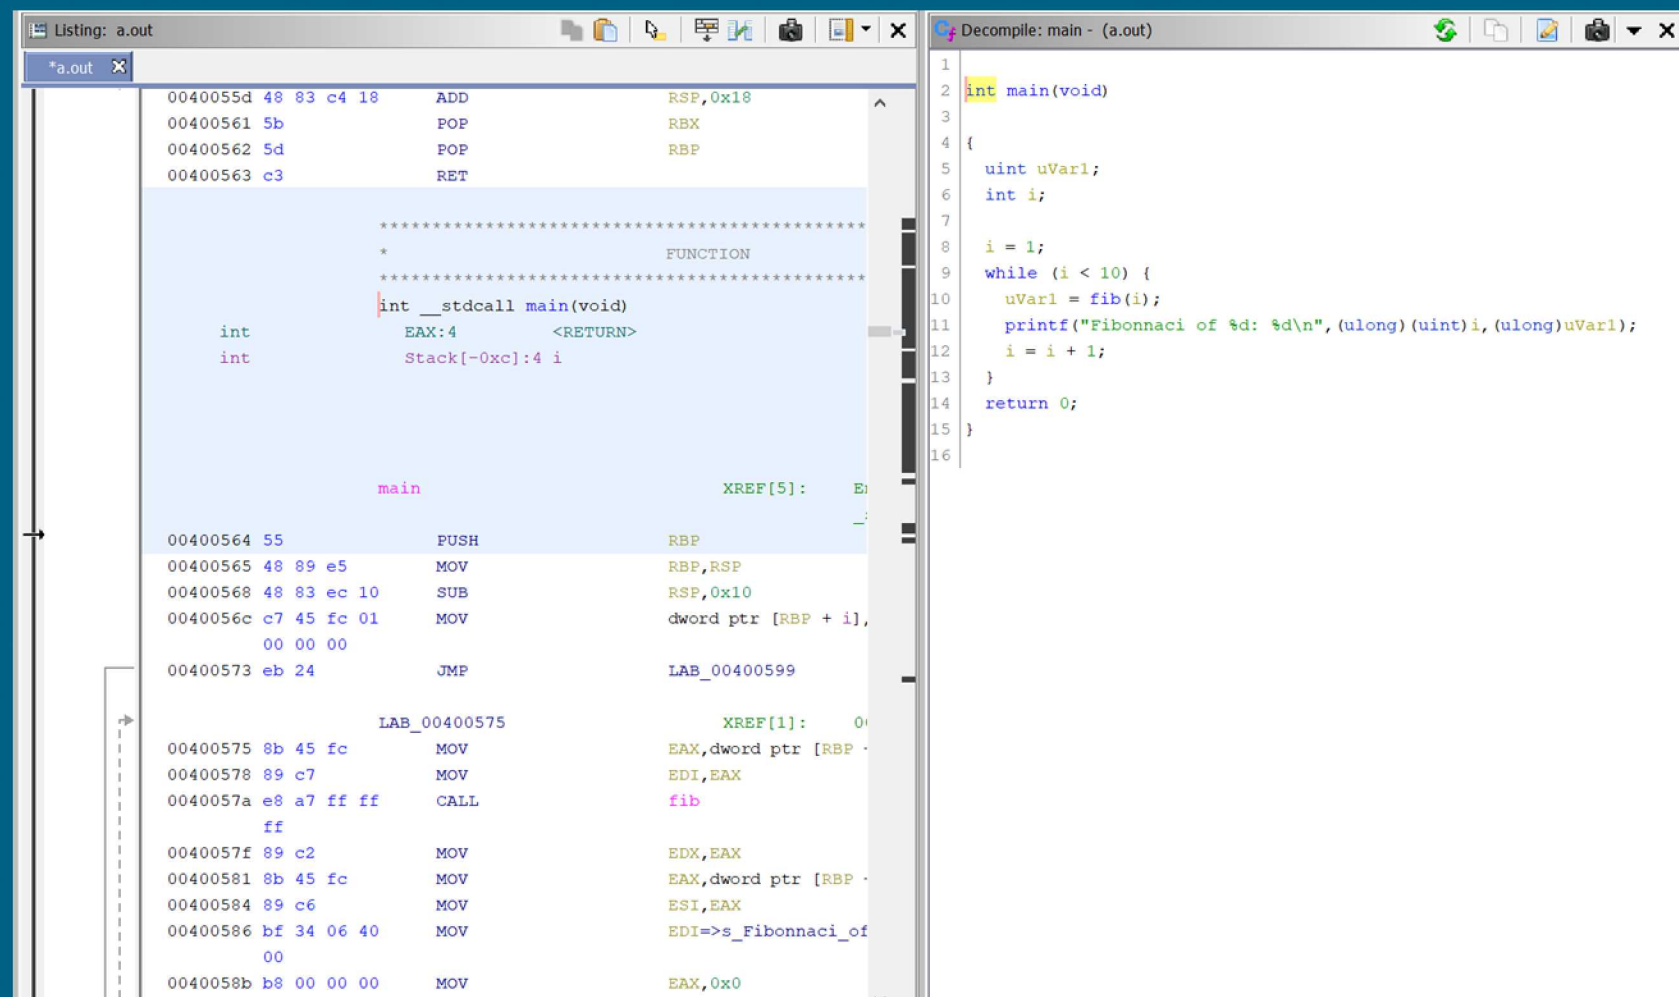 Listing: a.out
*a.out
0040055d 48 83 c4 18 ADD RSP,0x18
00400561 5b POP RBX
00400562 5d POP RBP
00400563 c3 RET
************************************************
* FUNCTION
************************************************
int __stdcall main(void)
int EAX:4 <RETURN>
int Stack[-0xc]:4 i
main XREF[5]:
00400564 55 PUSH RBP
00400565 48 89 e5 MOV RBP,RSP
00400568 48 83 ec 10 SUB RSP,0x10
0040056c c7 45 fc 01 MOV dword ptr [RBP + i],
00 00 00
00400573 eb 24 JMP LAB_00400599
LAB_00400575 XREF[1]:
00400575 8b 45 fc MOV EAX,dword ptr [RBP
00400578 89 c7 MOV EDI,EAX
0040057a e8 a7 ff ff CALL fib
ff
0040057f 89 c2 MOV EDX,EAX
00400581 8b 45 fc MOV EAX,dword ptr [RBP
00400584 89 c6 MOV ESI,EAX
00400586 bf 34 06 40 MOV EDI=>s_Fibonnaci_of
00
0040058b b8 00 00 00 MOV EAX,0x0
Decompile: main - (a.out)
1
2 int main(void)
3
4 {
5 uint uVar1;
6 int i;
7
8 i = 1;
9 while (i < 10) {
10 uVar1 = fib(i);
11 printf("Fibonnaci of %d: %d\n",(ulong)(uint)i,(ulong)uVar1);
12 i = i + 1;
13 }
14 return 0;
15 }
16